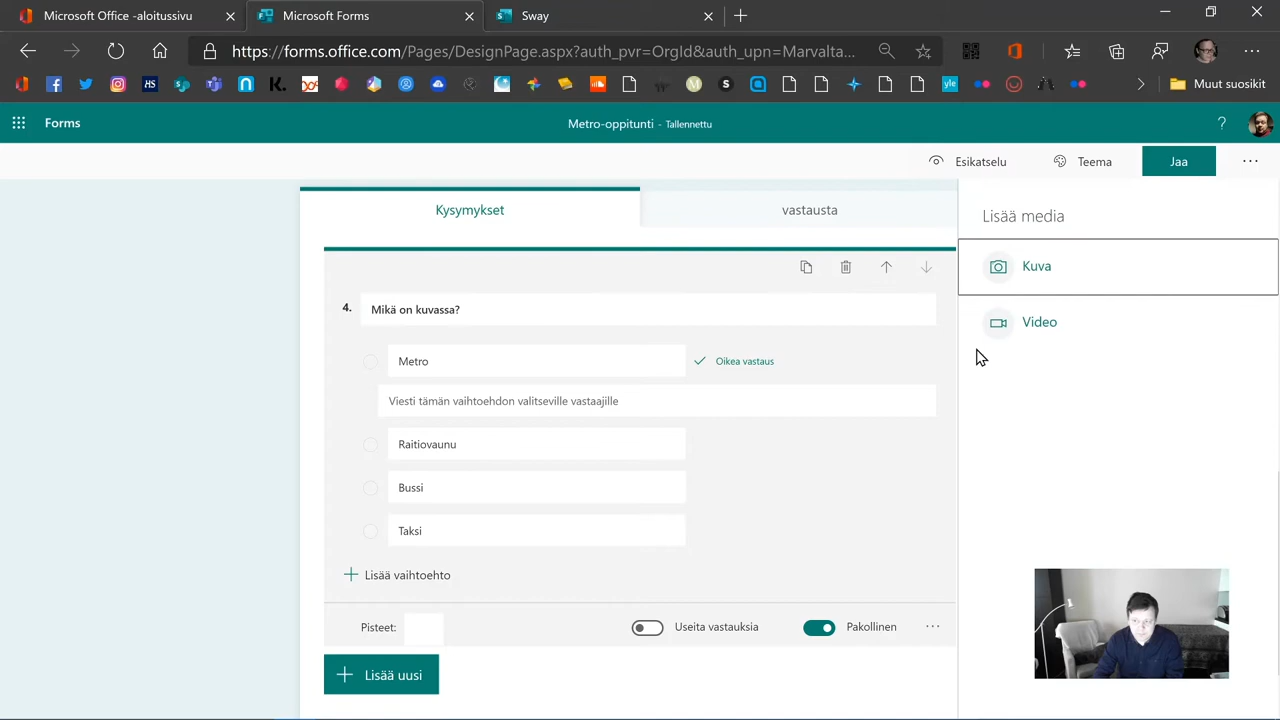 Microsoft Office -aloitussivu
Microsoft Forms
Sway
https://forms.office.com/Pages/DesignPage.aspx?auth_pvr=OrgId&auth_upn=Marvalta...
Muut suosikit
Forms
Metro-oppitunti - Tallennettu
?
Esikatselu
Teema
Jaa
Kysymykset
vastausta
Lisää media
Kuva
Video
4.
Mikä on kuvassa?
Metro
Oikea vastaus
Viesti tämän vaihtoehdon valitseville vastaajille
Raitiovaunu
Bussi
Taksi
Lisää vaihtoehto
Pisteet:
Useita vastauksia
Pakollinen
Lisää uusi